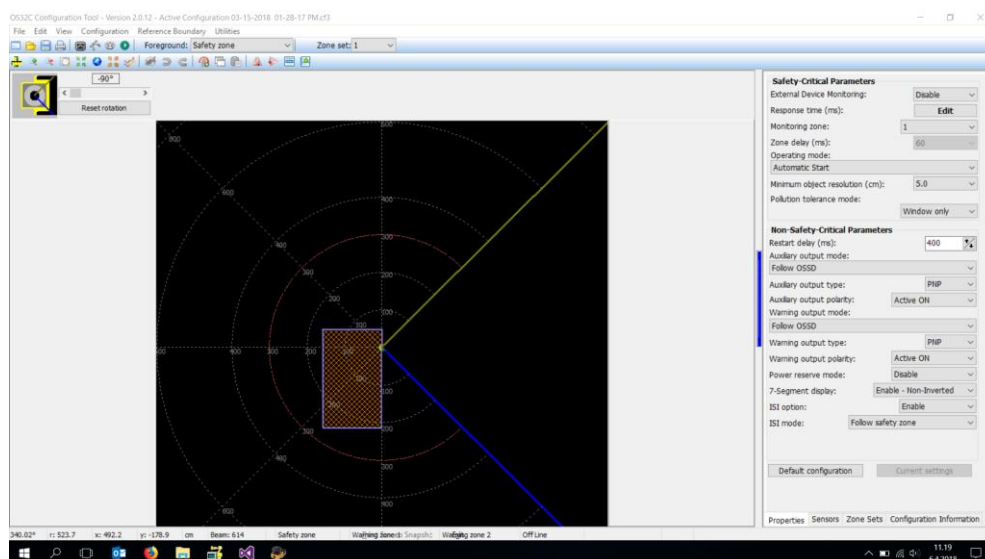 OS32C Configuration Tool - Version 2.0.12 - Active Configuration 03-15-2018 01-28-17 PM.cf3
File Edit View Configuration Reference Boundary Utilities
Foreground: Safety zone Zone set: 1
-90°
Reset rotation
Safety-Critical Parameters
External Device Monitoring: Disable
Response time (ms): Edit
Monitoring zone: 1
Zone delay (ms): 60
Operating mode:
Automatic Start
Minimum object resolution (cm): 5.0
Pollution tolerance mode:
Window only
Non-Safety-Critical Parameters
Restart delay (ms): 400
Auxiliary output mode:
Follow OSSD
Auxiliary output type: PNP
Auxiliary output polarity: Active ON
Warning output mode:
Follow OSSD
Warning output type: PNP
Warning output polarity: Active ON
Power reserve mode: Disable
7-Segment display: Enable - Non-Inverted
ISI option: Enable
ISI mode: Follow safety zone
Default configuration Current settings
Properties Sensors Zone Sets Configuration Information
340.02° r: 523.7 x: 492.2 y: -178.9 cm Beam: 614 Safety zone zone 2 Off Line
11.19